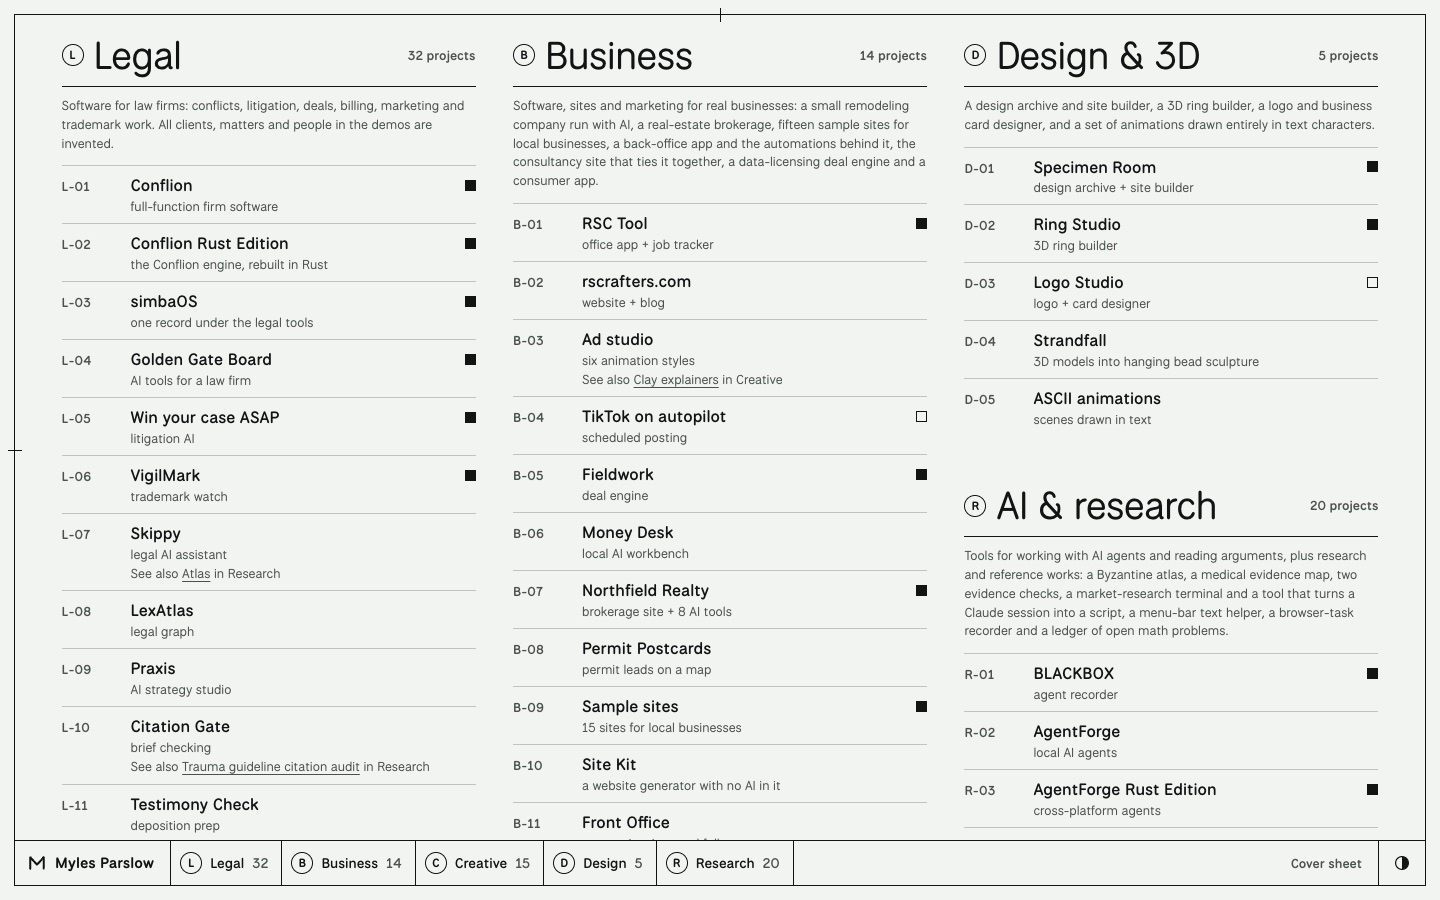 L Legal 32 projects
Software for law firms: conflicts, litigation, deals, billing, marketing and
trademark work. All clients, matters and people in the demos are
invented.
L-01 Conflion
full-function firm software
L-02 Conflion Rust Edition
the Conflion engine, rebuilt in Rust
L-03 simbaOS
one record under the legal tools
L-04 Golden Gate Board
AI tools for a law firm
L-05 Win your case ASAP
litigation AI
L-06 VigilMark
trademark watch
L-07 Skippy
legal AI assistant
See also Atlas in Research
L-08 LexAtlas
legal graph
L-09 Praxis
AI strategy studio
L-10 Citation Gate
brief checking
See also Trauma guideline citation audit in Research
L-11 Testimony Check
deposition prep
B Business 14 projects
Software, sites and marketing for real businesses: a small remodeling
company run with AI, a real-estate brokerage, fifteen sample sites for
local businesses, a back-office app and the automations behind it, the
consultancy site that ties it together, a data-licensing deal engine and a
consumer app.
B-01 RSC Tool
office app + job tracker
B-02 rscrafters.com
website + blog
B-03 Ad studio
six animation styles
See also Clay explainers in Creative
B-04 TikTok on autopilot
scheduled posting
B-05 Fieldwork
deal engine
B-06 Money Desk
local AI workbench
B-07 Northfield Realty
brokerage site + 8 AI tools
B-08 Permit Postcards
permit leads on a map
B-09 Sample sites
15 sites for local businesses
B-10 Site Kit
a website generator with no AI in it
B-11 Front Office
D Design & 3D 5 projects
A design archive and site builder, a 3D ring builder, a logo and business
card designer, and a set of animations drawn entirely in text characters.
D-01 Specimen Room
design archive + site builder
D-02 Ring Studio
3D ring builder
D-03 Logo Studio
logo + card designer
D-04 Strandfall
3D models into hanging bead sculpture
D-05 ASCII animations
scenes drawn in text
R AI & research 20 projects
Tools for working with AI agents and reading arguments, plus research
and reference works: a Byzantine atlas, a medical evidence map, two
evidence checks, a market-research terminal and a tool that turns a
Claude session into a script, a menu-bar text helper, a browser-task
recorder and a ledger of open math problems.
R-01 BLACKBOX
agent recorder
R-02 AgentForge
local AI agents
R-03 AgentForge Rust Edition
cross-platform agents
M Myles Parslow L Legal 32 B Business 14 C Creative 15 D Design 5 R Research 20 Cover sheet